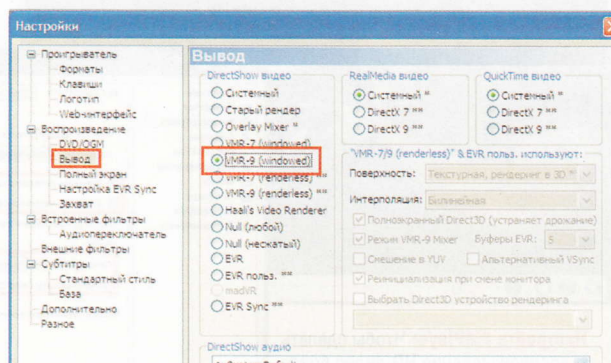 Настройки
Проигрыватель
Форматы
Клавиши
Логотип
Web-интерфейс
Воспроизведение
DVD/OGM
Вывод
Полный экран
Настройка EVR Sync
Захват
Встроенные фильтры
Аудиопереключатель
Внешние фильтры
Субтитры
Стандартный стиль
База
Дополнительно
Разное
Вывод
DirectShow видео
Системный
Старый рендер
Overlay Mixer *
VMR-7 (windowed)
VMR-9 (windowed)
VMR-7 (renderless) **
VMR-9 (renderless) **
Haali's Video Renderer
Null (любой)
Null (несжатый)
EVR
EVR польз. **
madVR
EVR Sync **
RealMedia видео
Системный *
DirectX 7 **
DirectX 9 **
QuickTime видео
Системный *
DirectX 7 **
DirectX 9 **
"VMR-7/9 (renderless)" & EVR польз. используют:
Поверхность: Текстурная, рендеринг в 3D
Интерполяция: Билинейная
Полноэкранный Direct3D (устраняет дрожание)
Режим VMR-9 Mixer Буферы EVR: 5
Смешение в YUV Альтернативный VSync
Реинициализация при смене монитора
Выбрать Direct3D устройство рендеринга
DirectShow аудио